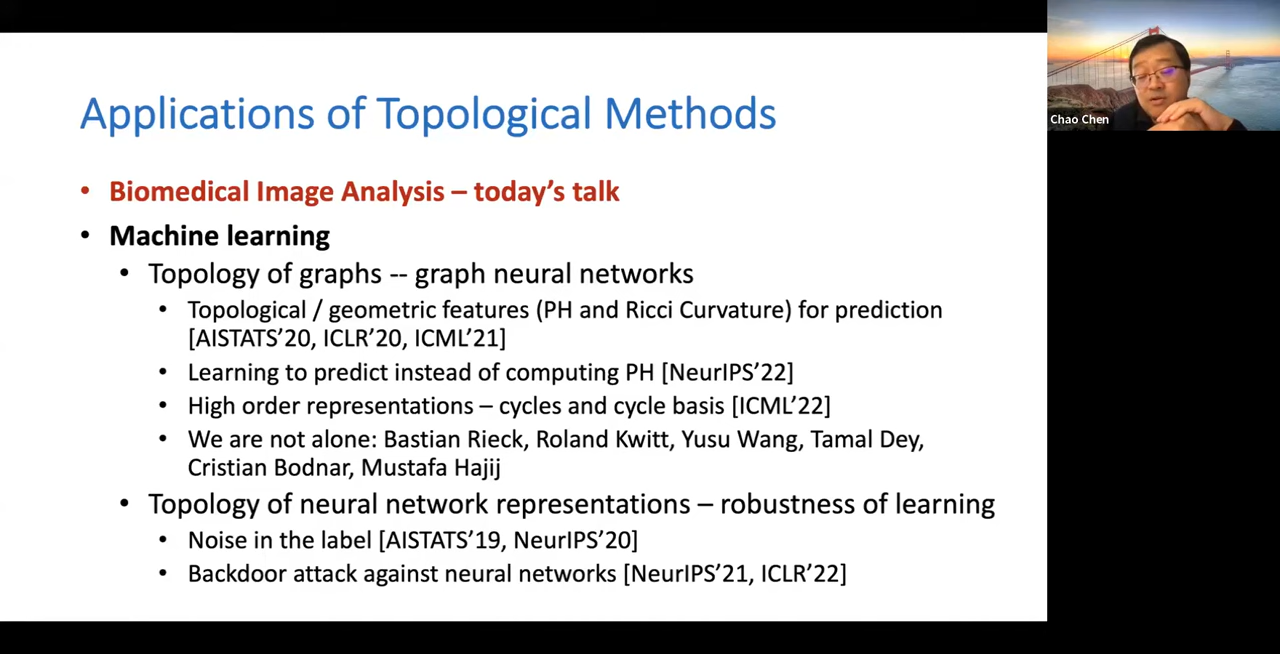 Applications of Topological Methods
• Biomedical Image Analysis – today’s talk
• Machine learning
• Topology of graphs -- graph neural networks
• Topological / geometric features (PH and Ricci Curvature) for prediction
[AISTATS’20, ICLR’20, ICML’21]
• Learning to predict instead of computing PH [NeurIPS’22]
• High order representations – cycles and cycle basis [ICML’22]
• We are not alone: Bastian Rieck, Roland Kwitt, Yusu Wang, Tamal Dey,
Cristian Bodnar, Mustafa Hajij
• Topology of neural network representations – robustness of learning
• Noise in the label [AISTATS’19, NeurIPS’20]
• Backdoor attack against neural networks [NeurIPS’21, ICLR’22]
Chao Chen